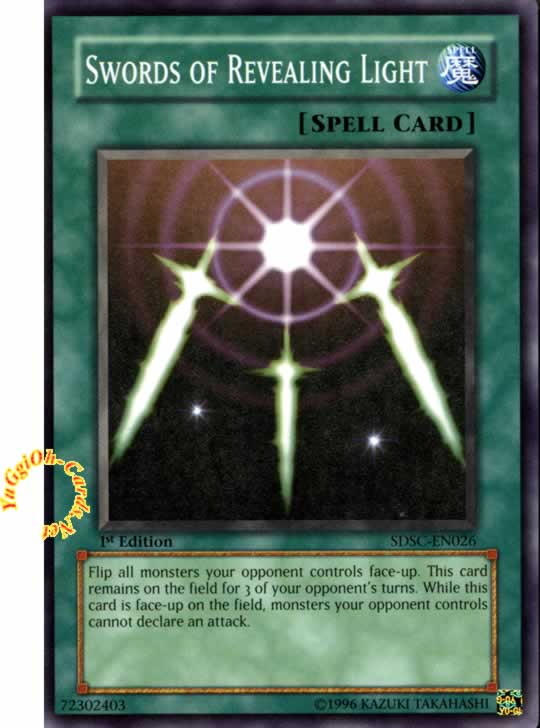 SWORDS OF REVEALING LIGHT
SPELL
魔
[SPELL CARD]
YuGgiOh-Cards.Net
1st Edition
SDSC-EN026
Flip all monsters your opponent controls face-up. This card
remains on the field for 3 of your opponent's turns. While this
card is face-up on the field, monsters your opponent controls
cannot declare an attack.
72302403
©1996 KAZUKI TAKAHASHI